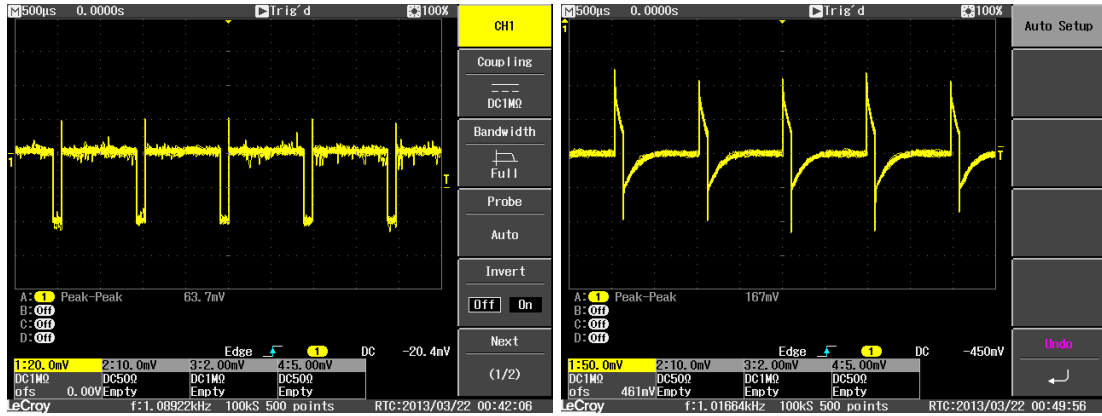 M500µs 0.0000s Trig'd 100%
CH1
Coupling
DC1MΩ
Bandwidth
Full
Probe
Auto
Invert
Off On
Next
(1/2)
1
T
A: 1 Peak-Peak 63.7mV
B: Off
C: Off
D: Off
Edge 1 DC -20.4mV
1:20.0mV 2:10.0mV 3:2.00mV 4:5.00mV
DC1MΩ DC50Ω DC1MΩ DC50Ω
ofs 0.00V Empty Empty Empty
LeCroy f:1.08922kHz 100kS 500 points RTC:2013/03/22 00:42:06
M500µs 0.0000s Trig'd 100%
Auto Setup
1
T
A: 1 Peak-Peak 167mV
B: Off
C: Off
D: Off
Undo
Edge 1 DC -450mV
1:50.0mV 2:10.0mV 3:2.00mV 4:5.00mV
DC1MΩ DC50Ω DC1MΩ DC50Ω
ofs 461mV Empty Empty Empty
LeCroy f:1.01664kHz 100kS 500 points RTC:2013/03/22 00:49:56